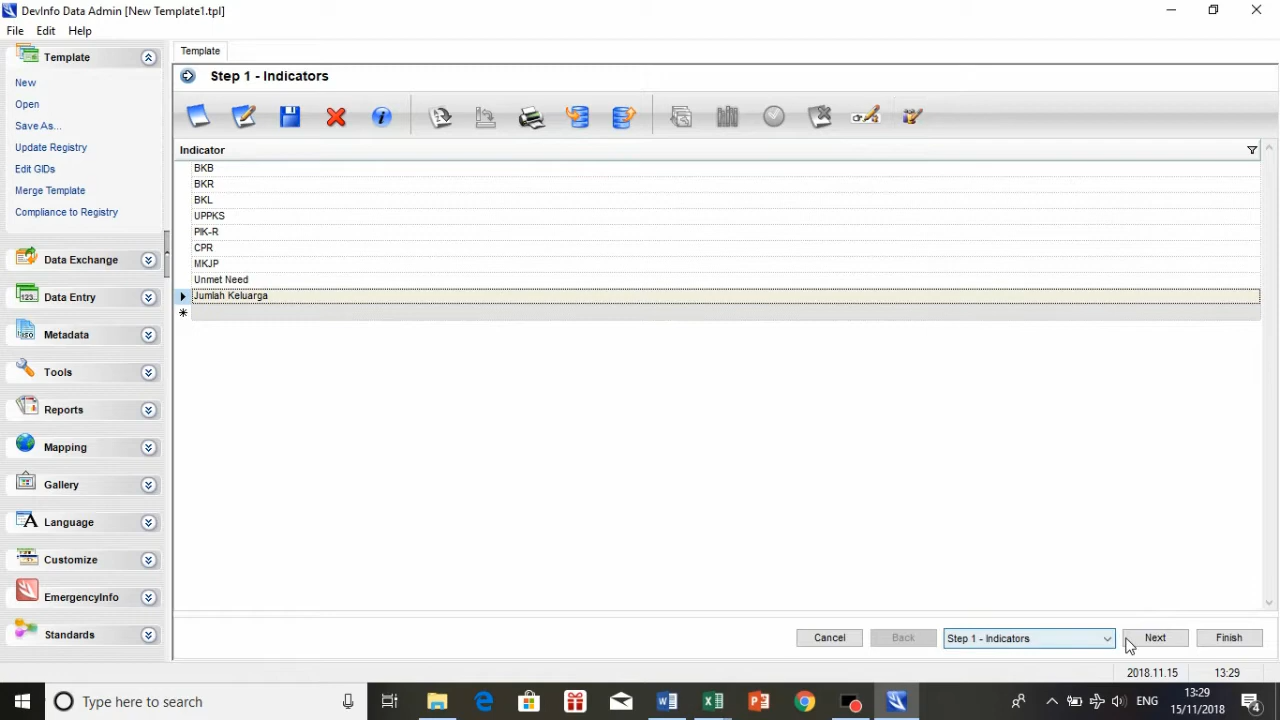 DevInfo Data Admin [New Template1.tpl]
File Edit Help
Template
New
Open
Save As...
Update Registry
Edit GIDs
Merge Template
Compliance to Registry
Data Exchange
Data Entry
Metadata
Tools
Reports
Mapping
Gallery
Language
Customize
EmergencyInfo
Standards
Template
Step 1 - Indicators
Indicator
BKB
BKR
BKL
UPPKS
PIK-R
CPR
MKJP
Unmet Need
Jumlah Keluarga
Cancel Back Step 1 - Indicators Next Finish
2018.11.15 13:29
Type here to search
ENG
13:29
15/11/2018
4